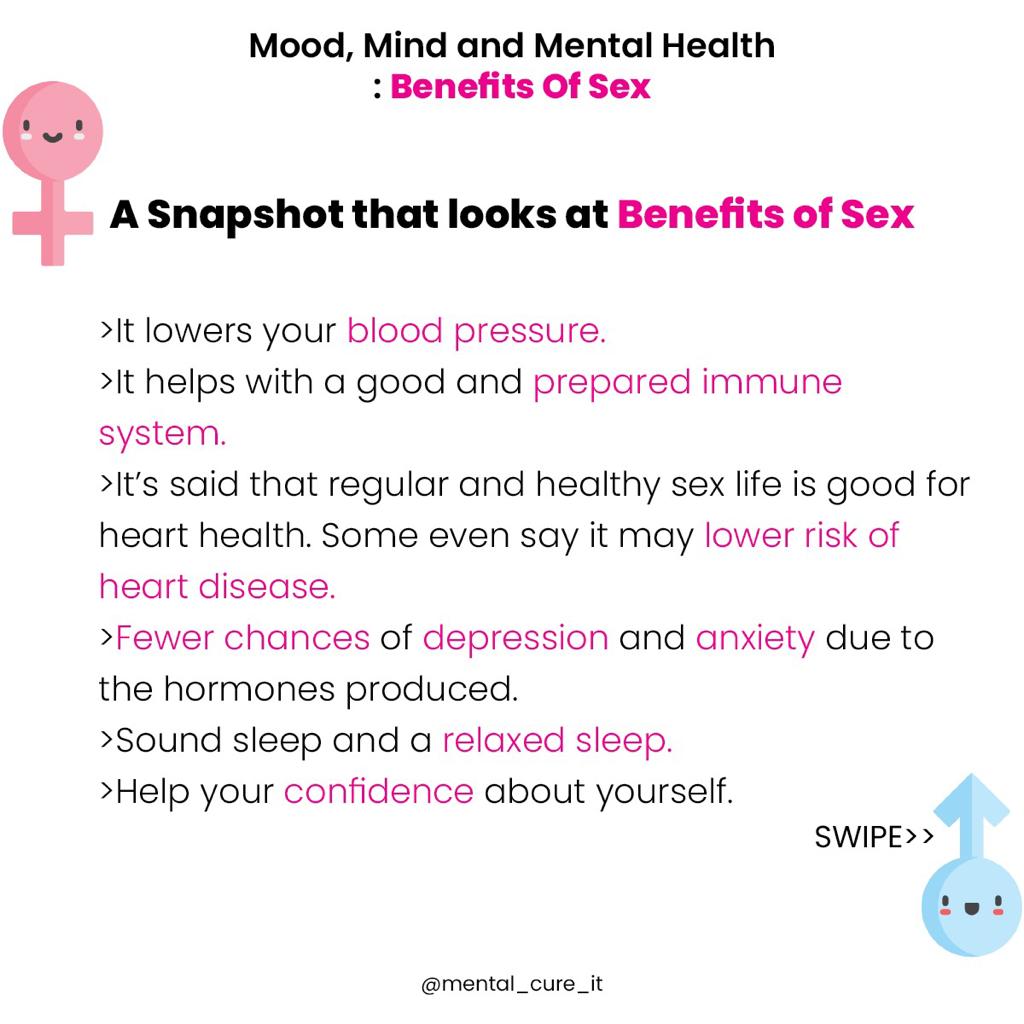 Mood, Mind and Mental Health
: Benefits Of Sex
A Snapshot that looks at Benefits of Sex
>It lowers your blood pressure.
>It helps with a good and prepared immune
system.
>It’s said that regular and healthy sex life is good for
heart health. Some even say it may lower risk of
heart disease.
>Fewer chances of depression and anxiety due to
the hormones produced.
>Sound sleep and a relaxed sleep.
>Help your confidence about yourself.
SWIPE>>
@mental_cure_it